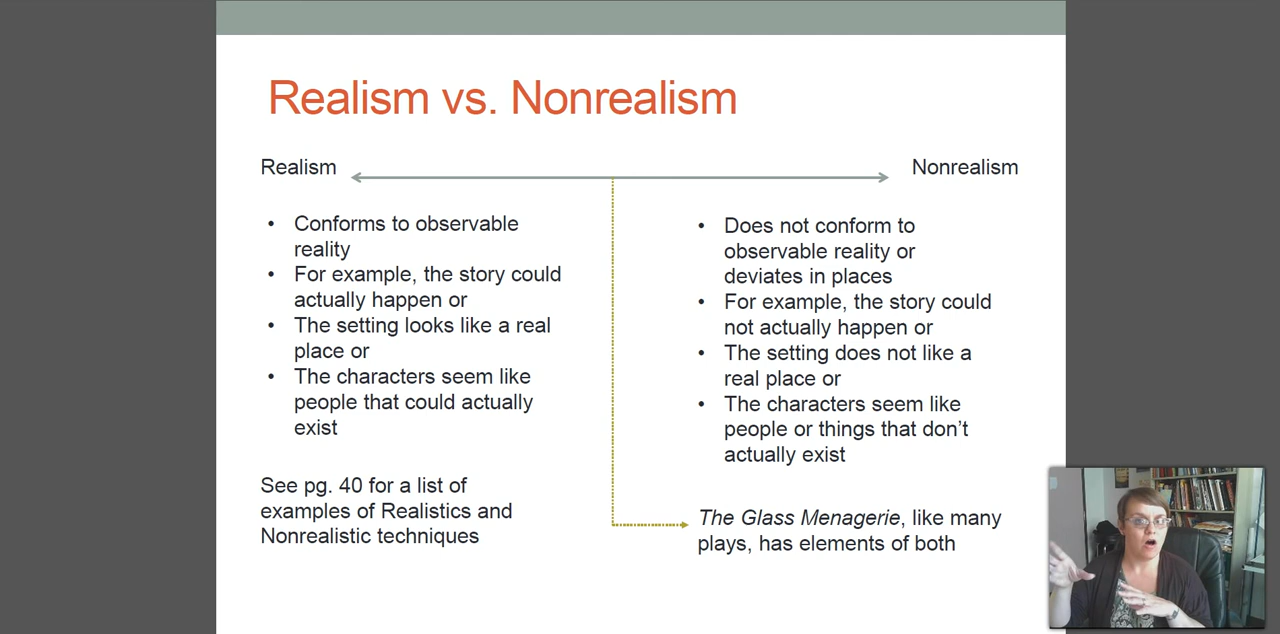 Realism vs. Nonrealism
Realism
Nonrealism
• Conforms to observable
reality
• For example, the story could
actually happen or
• The setting looks like a real
place or
• The characters seem like
people that could actually
exist
See pg. 40 for a list of
examples of Realistics and
Nonrealistic techniques
• Does not conform to
observable reality or
deviates in places
• For example, the story could
not actually happen or
• The setting does not like a
real place or
• The characters seem like
people or things that don't
actually exist
The Glass Menagerie, like many
plays, has elements of both